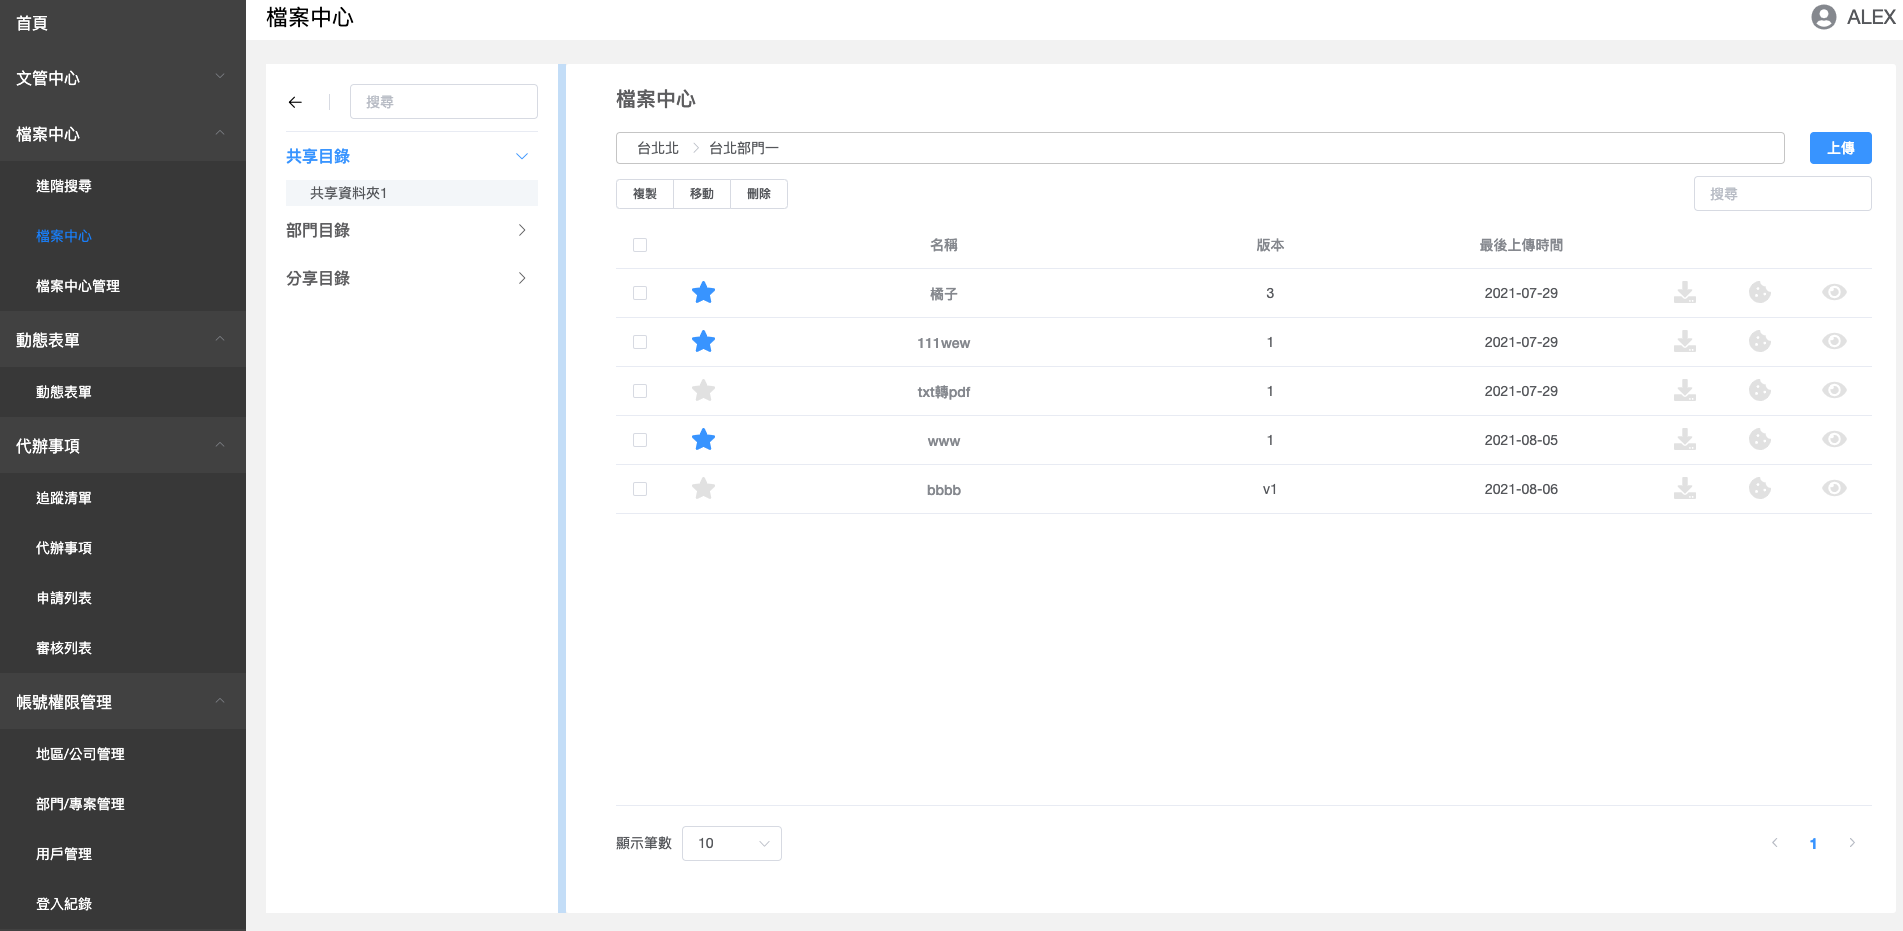 首頁
文管中心
檔案中心
進階搜尋
檔案中心
檔案中心管理
動態表單
動態表單
代辦事項
追蹤清單
代辦事項
申請列表
審核列表
帳號權限管理
地區/公司管理
部門/專案管理
用戶管理
登入紀錄
檔案中心
ALEX
搜尋
共享目錄
共享資料夾1
部門目錄
分享目錄
檔案中心
台北北 > 台北部門一
上傳
複製 移動 刪除
搜尋
名稱 版本 最後上傳時間
橘子 3 2021-07-29
111wew 1 2021-07-29
txt轉pdf 1 2021-07-29
www 1 2021-08-05
bbbb v1 2021-08-06
顯示筆數 10
1